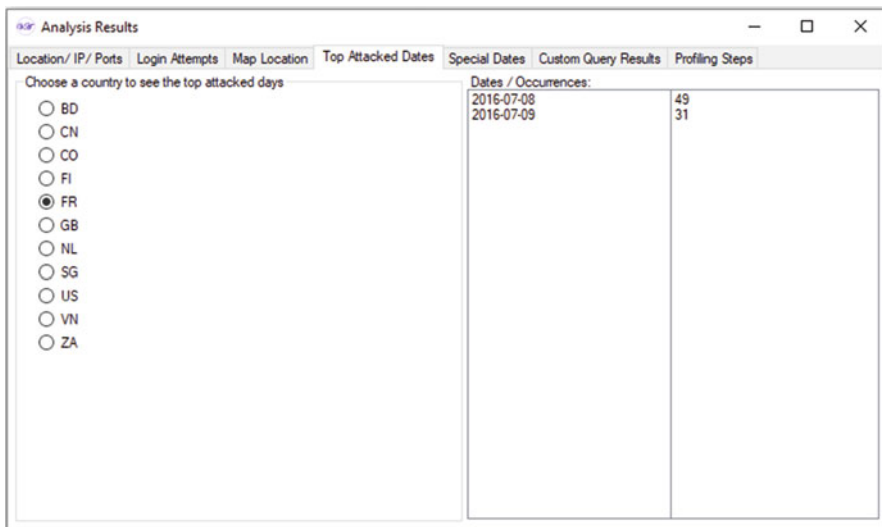 Analysis Results
Location/ IP/ Ports Login Attempts Map Location Top Attacked Dates Special Dates Custom Query Results Profiling Steps
Choose a country to see the top attacked days
BD
CN
CO
FI
FR
GB
NL
SG
US
VN
ZA
Dates / Occurrences:
2016-07-08 49
2016-07-09 31